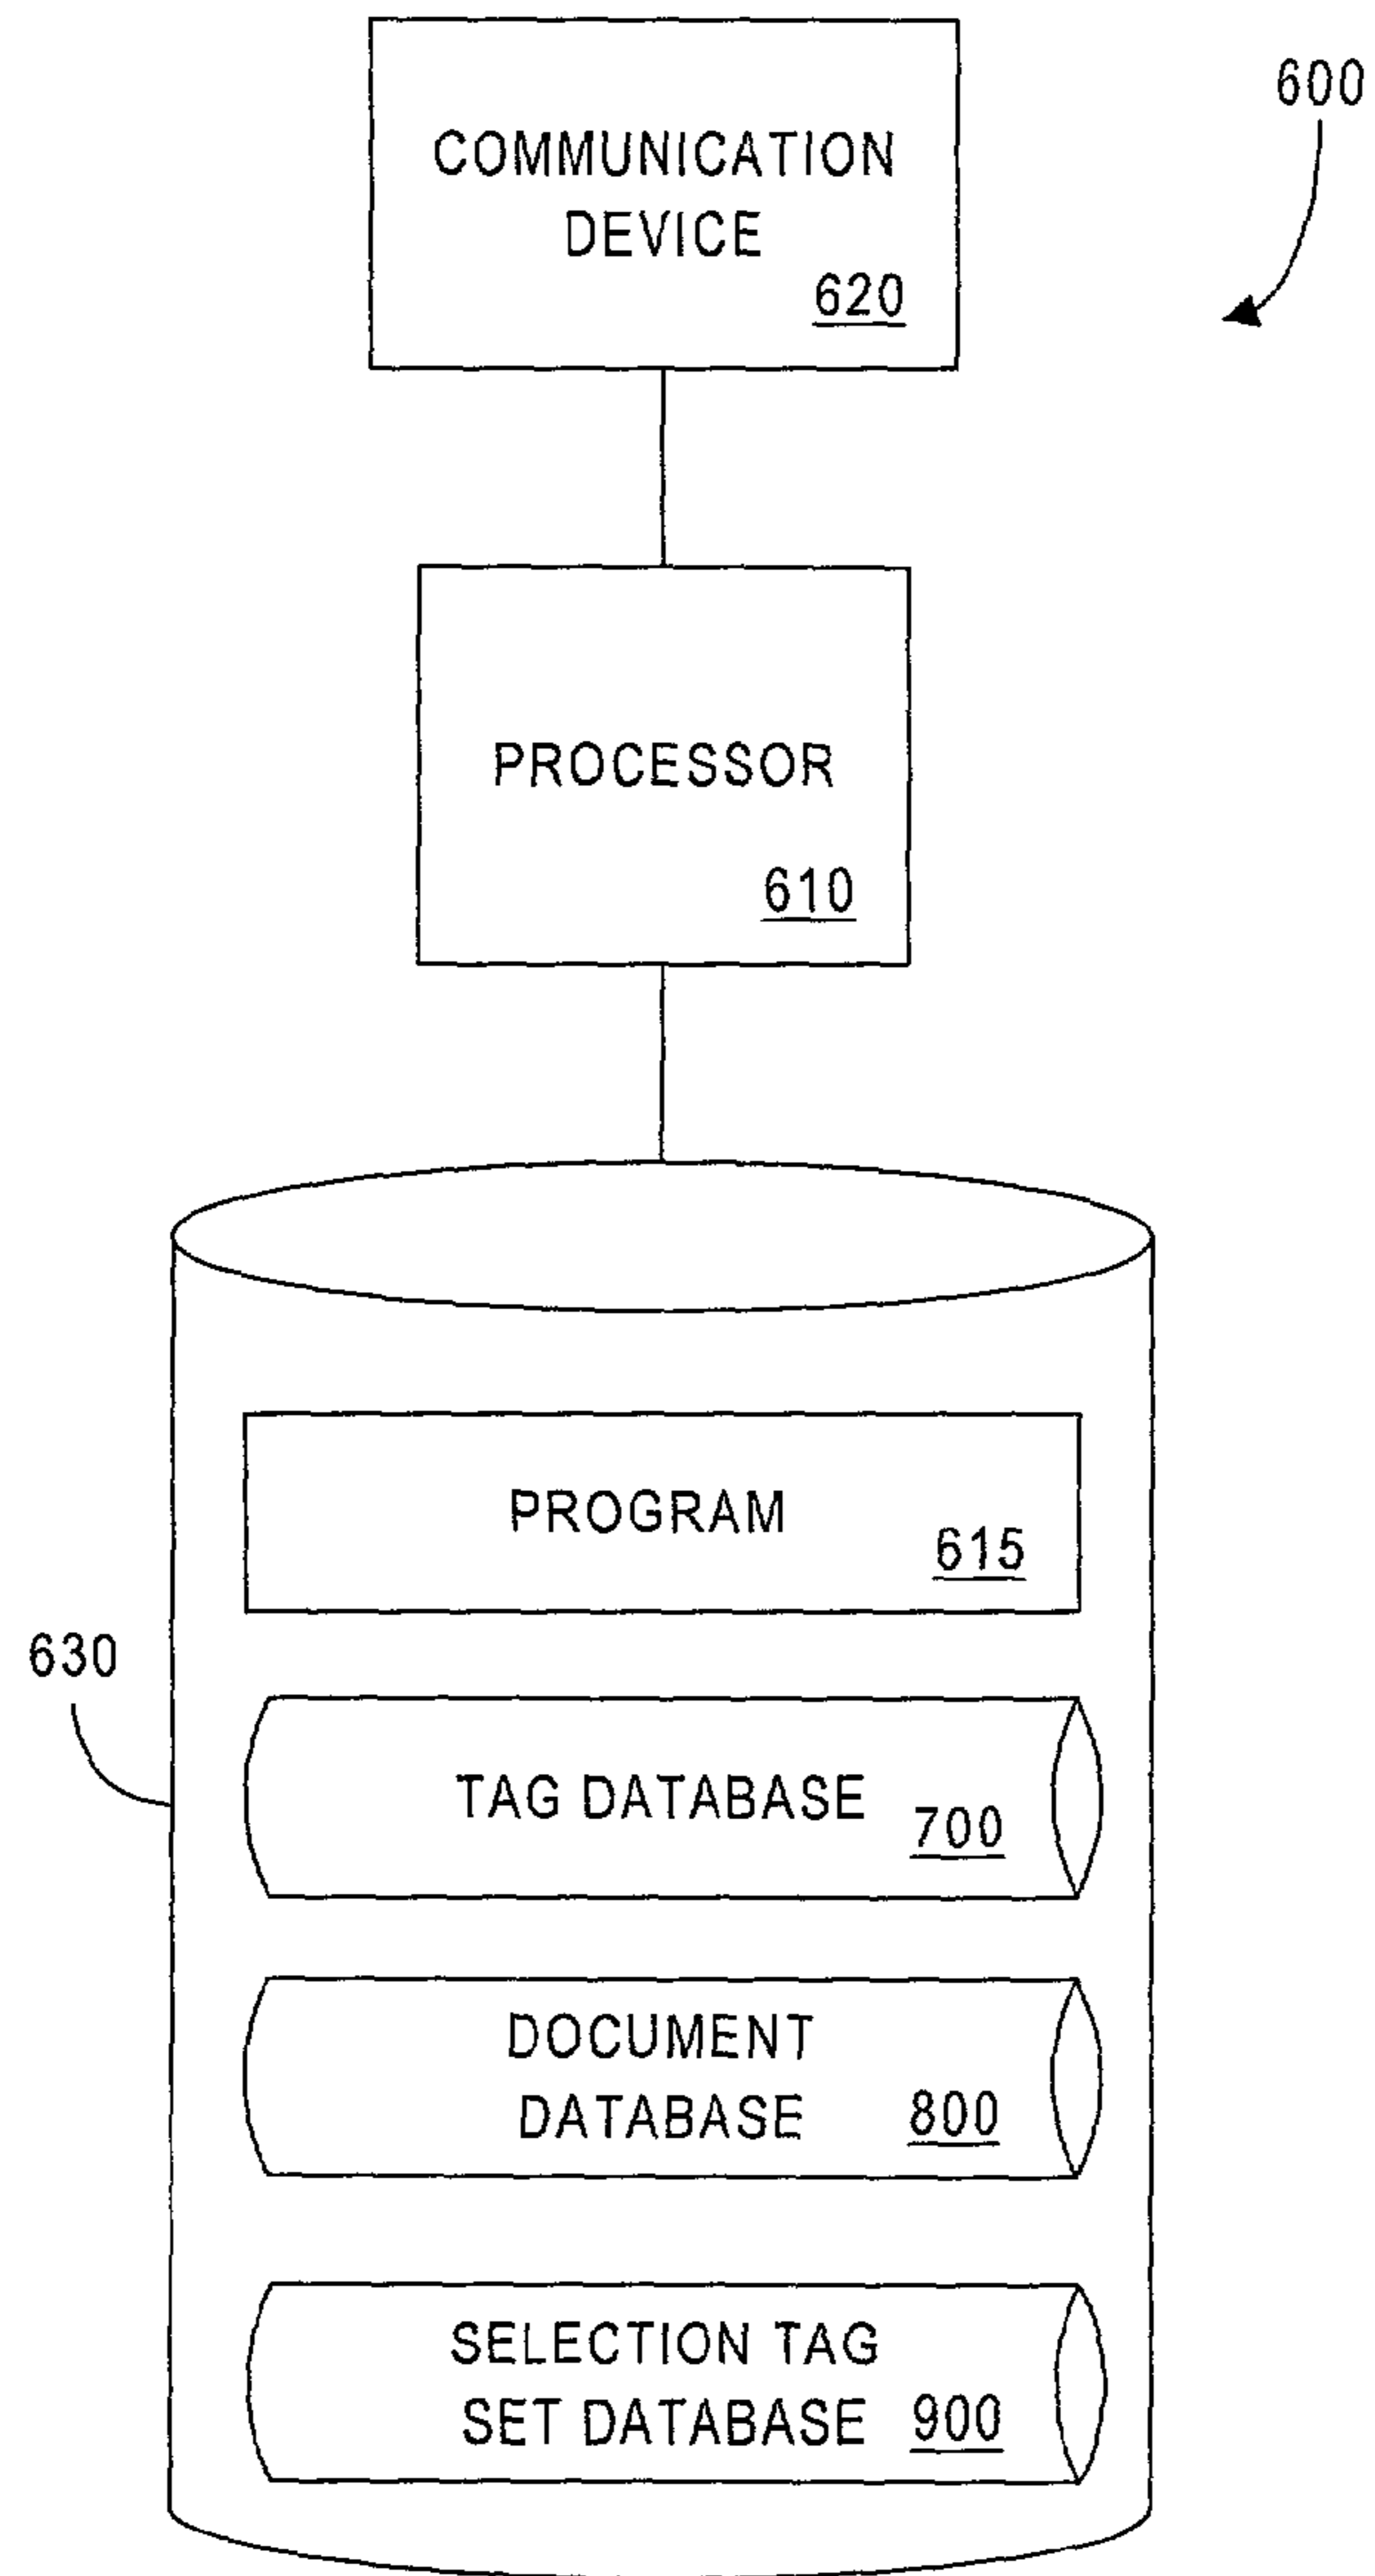 600
COMMUNICATION
DEVICE
620
PROCESSOR
610
PROGRAM
615
630
TAG DATABASE
700
DOCUMENT
DATABASE
800
SELECTION TAG
SET DATABASE
900